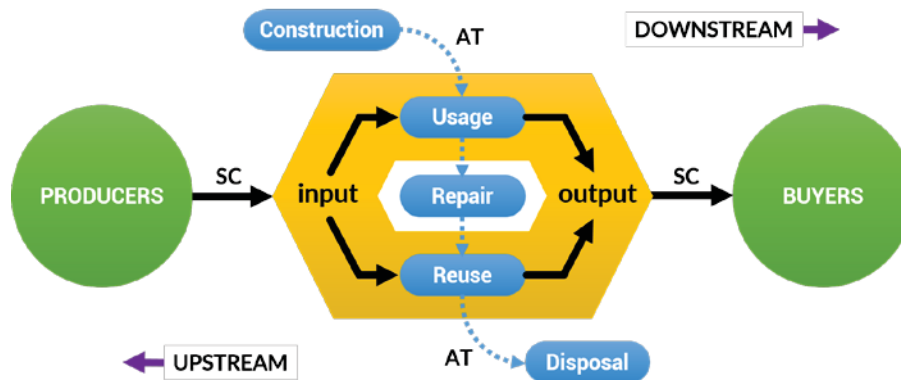 Construction
AT
DOWNSTREAM
Usage
PRODUCERS
SC
input
Repair
output
SC
BUYERS
Reuse
UPSTREAM
AT
Disposal